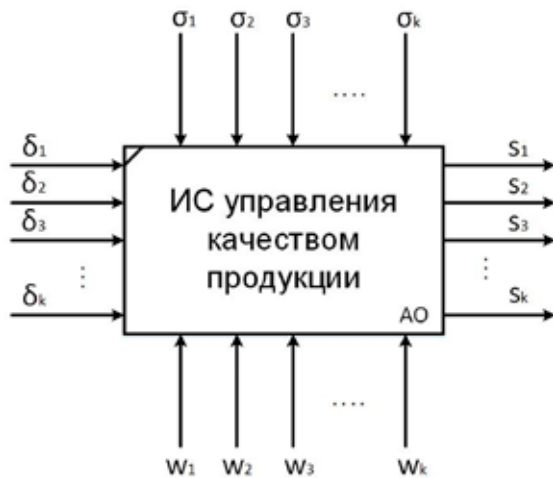 σ1 σ2 σ3 .... σk
δ1
δ2
δ3
⋮
δk
ИС управления
качеством
продукции
A0
s1
s2
s3
⋮
sk
....
w1 w2 w3 wk